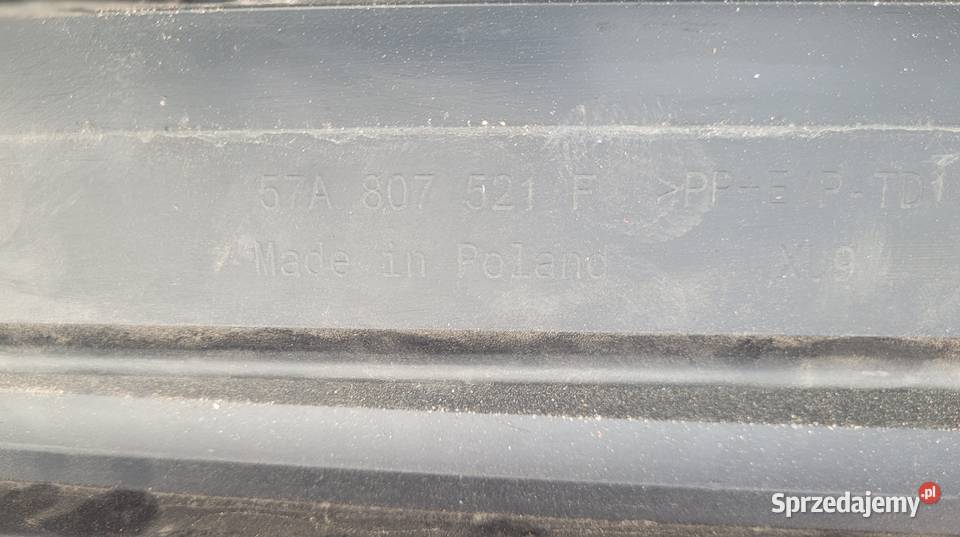 57A 807 521 F >PP-E/P-TD
Made in Poland
Sprzedajemy.pl